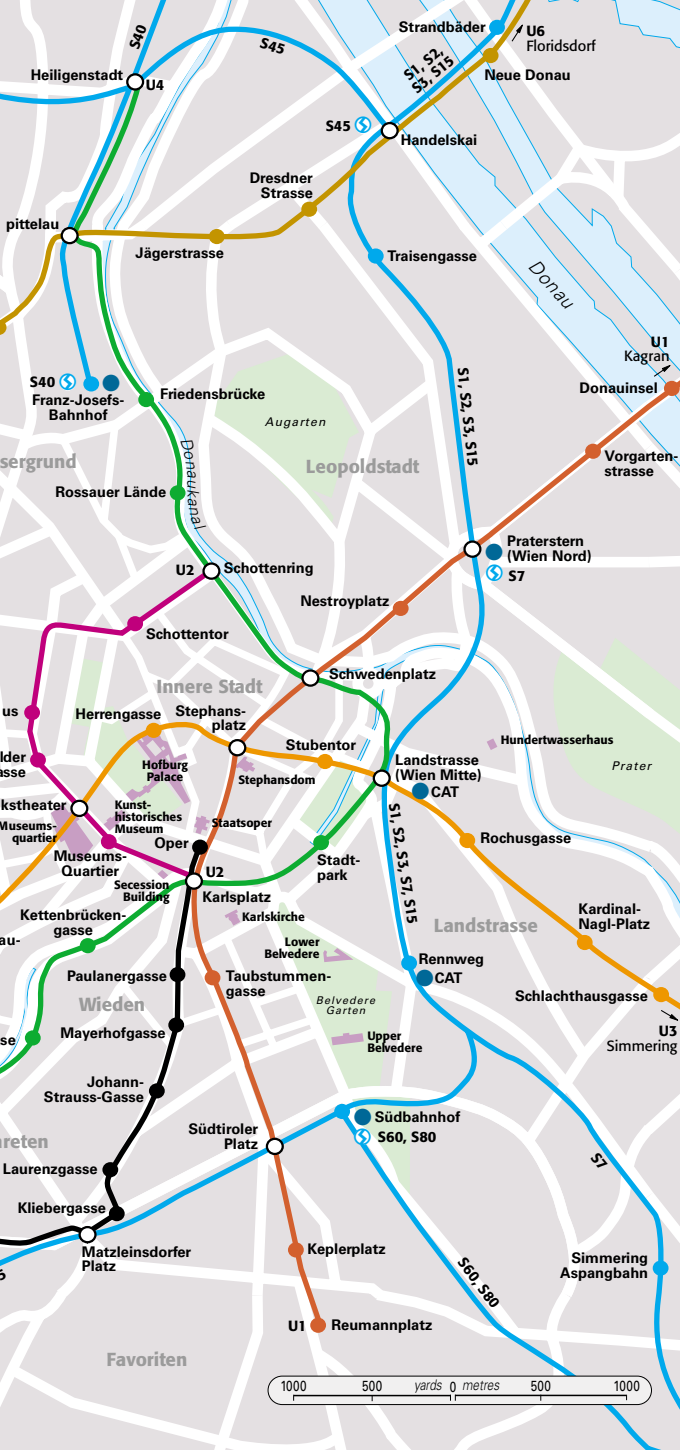 S40
S45
Strandbäder
U6
Floridsdorf
Heiligenstadt
U4
S1, S2,
S3, S15
Neue Donau
S45
Handelskai
Dresdner
Strasse
pittelau
Jägerstrasse
Traisengasse
Donau
U1
Kagran
Donauinsel
S40
Franz-Josefs-
Bahnhof
Friedensbrücke
S1, S2, S3, S15
Augarten
sergrund
Leopoldstadt
Vorgarten-
strasse
Rossauer Lände
Donaukanal
Praterstern
(Wien Nord)
S7
U2
Schottenring
Nestroyplatz
Schottentor
Schwedenplatz
Innere Stadt
us
Herrengasse
Stephans-
platz
Stubentor
Hundertwasserhaus
Prater
lder
asse
Hofburg
Palace
Stephansdom
Landstrasse
(Wien Mitte)
CAT
kstheater
Kunst-
historisches
Museum
Museums-
quartier
Staatsoper
S1, S2, S3, S7, S15
Rochusgasse
Oper
Museums-
Quartier
Stadt-
park
U2
Karlsplatz
Secession
Building
Kettenbrücken-
gasse
Karlskirche
Landstrasse
Kardinal-
Nagl-Platz
au-
Lower
Belvedere
Rennweg
CAT
Paulanergasse
Taubstummen-
gasse
Schlachthausgasse
Wieden
Belvedere
Garten
U3
Simmering
se
Mayerhofgasse
Upper
Belvedere
Johann-
Strauss-Gasse
Südtiroler
Platz
Südbahnhof
S60, S80
reten
S7
Laurenzgasse
Kliebergasse
Matzleinsdorfer
Platz
Keplerplatz
S60, S80
Simmering
Aspangbahn
U1
Reumannplatz
Favoriten
1000 500 yards 0 metres 500 1000